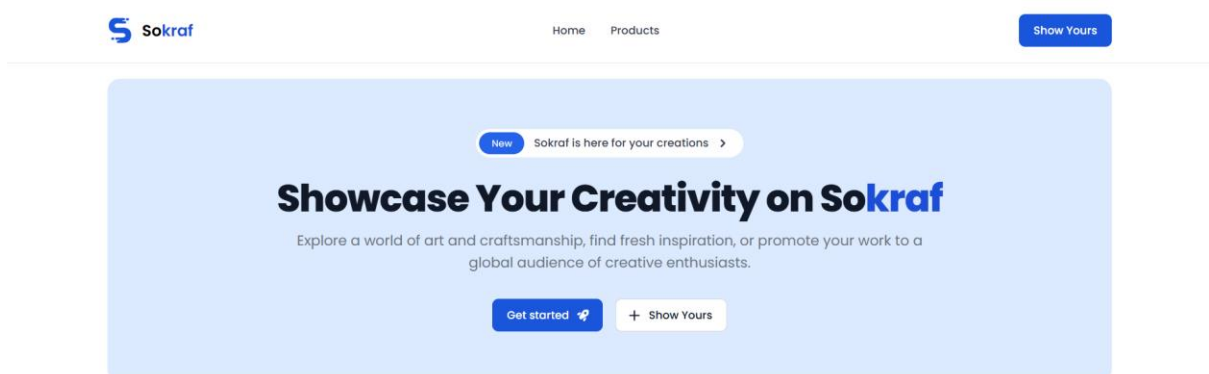 Sokraf
Home
Products
Show Yours
New
Sokraf is here for your creations
Showcase Your Creativity on Sokraf
Explore a world of art and craftsmanship, find fresh inspiration, or promote your work to a
global audience of creative enthusiasts.
Get started
Show Yours